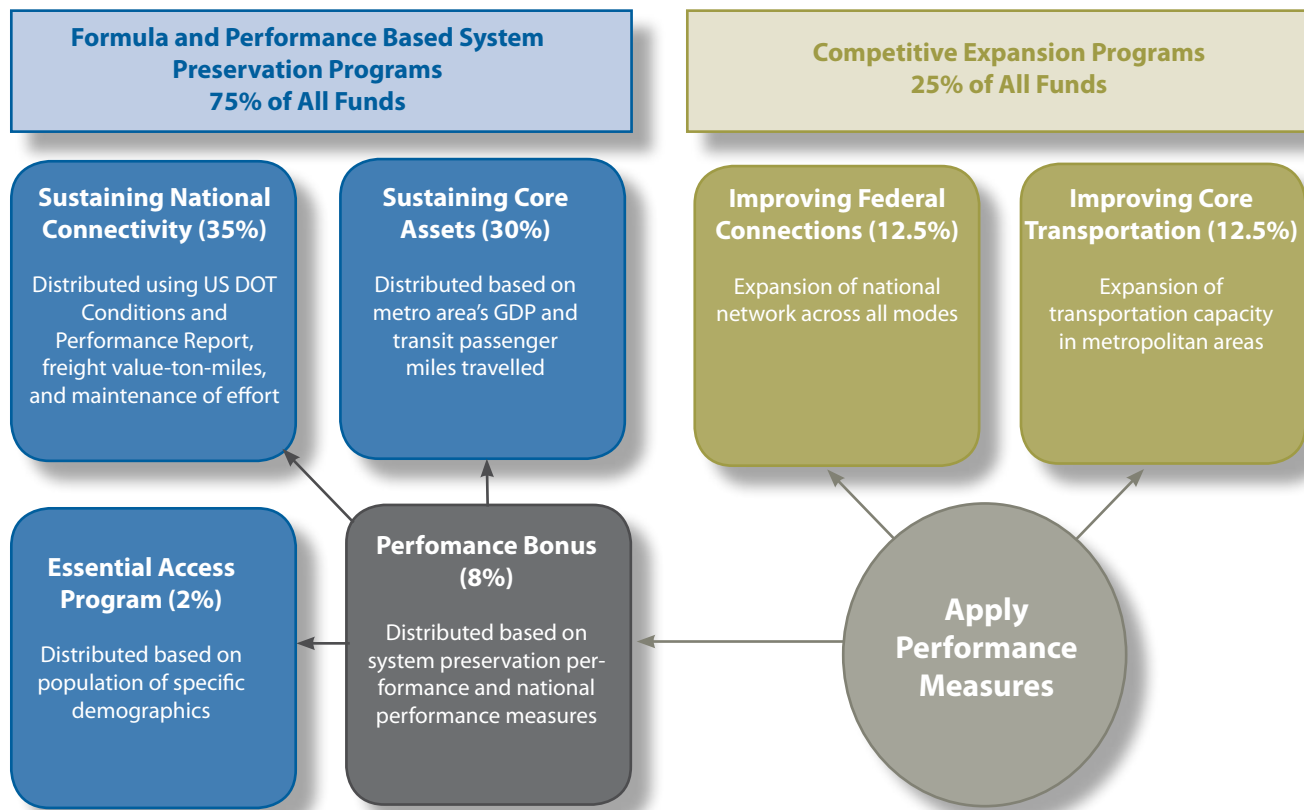 Formula and Performance Based System
Preservation Programs
75% of All Funds
Competitive Expansion Programs
25% of All Funds
Sustaining National
Connectivity (35%)
Distributed using US DOT
Conditions and
Performance Report,
freight value-ton-miles,
and maintenance of effort
Sustaining Core
Assets (30%)
Distributed based on
metro area's GDP and
transit passenger
miles travelled
Improving Federal
Connections (12.5%)
Expansion of national
network across all modes
Improving Core
Transportation (12.5%)
Expansion of
transportation capacity
in metropolitan areas
Essential Access
Program (2%)
Distributed based on
population of specific
demographics
Perfomance Bonus
(8%)
Distributed based on
system preservation per-
formance and national
performance measures
Apply
Performance
Measures